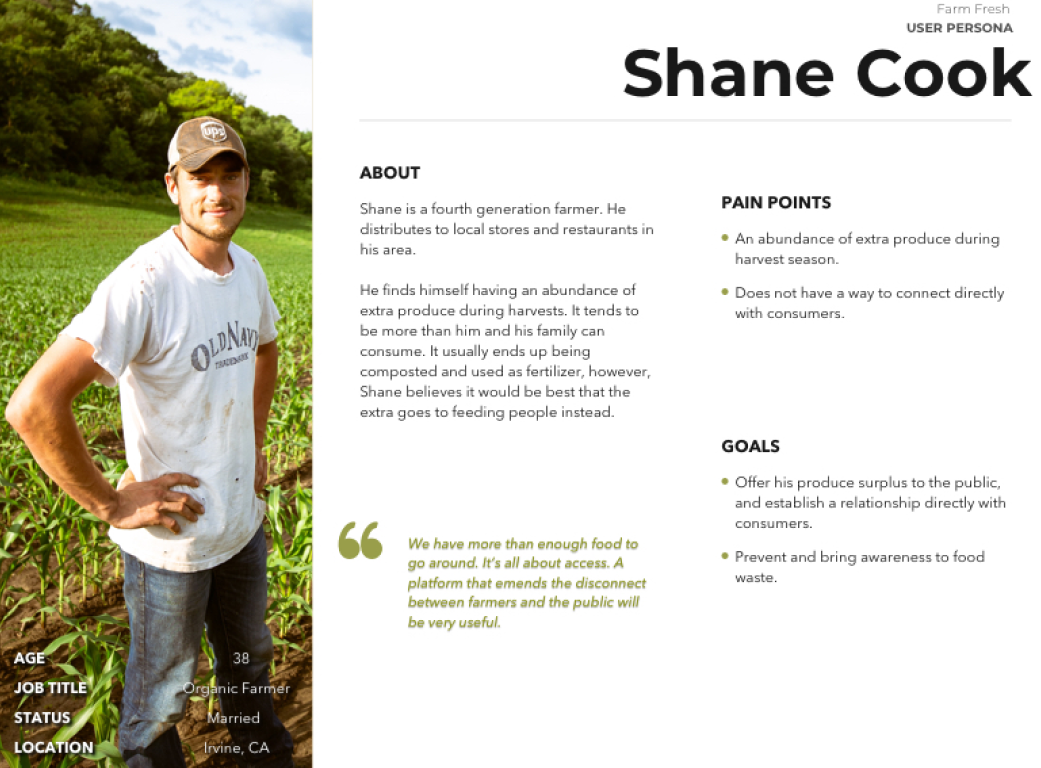 Farm Fresh
USER PERSONA
Shane Cook
ABOUT
Shane is a fourth generation farmer. He
distributes to local stores and restaurants in
his area.
He finds himself having an abundance of
extra produce during harvests. It tends to
be more than him and his family can
consume. It usually ends up being
composted and used as fertilizer, however,
Shane believes it would be best that the
extra goes to feeding people instead.
“
We have more than enough food to
go around. It's all about access. A
platform that emends the disconnect
between farmers and the public will
be very useful.
PAIN POINTS
• An abundance of extra produce during
harvest season.
• Does not have a way to connect directly
with consumers.
GOALS
• Offer his produce surplus to the public,
and establish a relationship directly with
consumers.
• Prevent and bring awareness to food
waste.
ups
OLD NAVY
TRADEMARK
AGE 38
JOB TITLE Organic Farmer
STATUS Married
LOCATION Irvine, CA